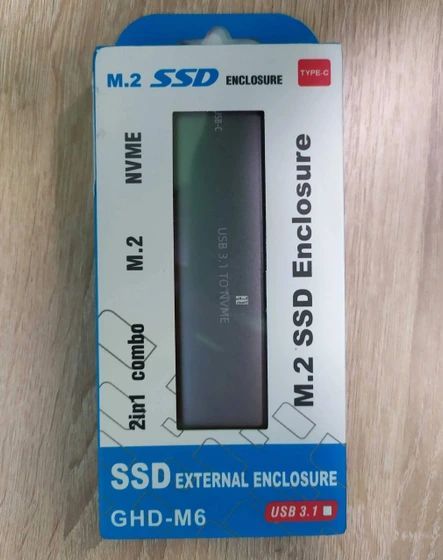 M.2 SSD ENCLOSURE
TYPE-C
2in1 combo M.2 NVME
USB-C
USB 3.1 TO NVME
M.2 SSD Enclosure
SSD EXTERNAL ENCLOSURE
GHD-M6
USB 3.1